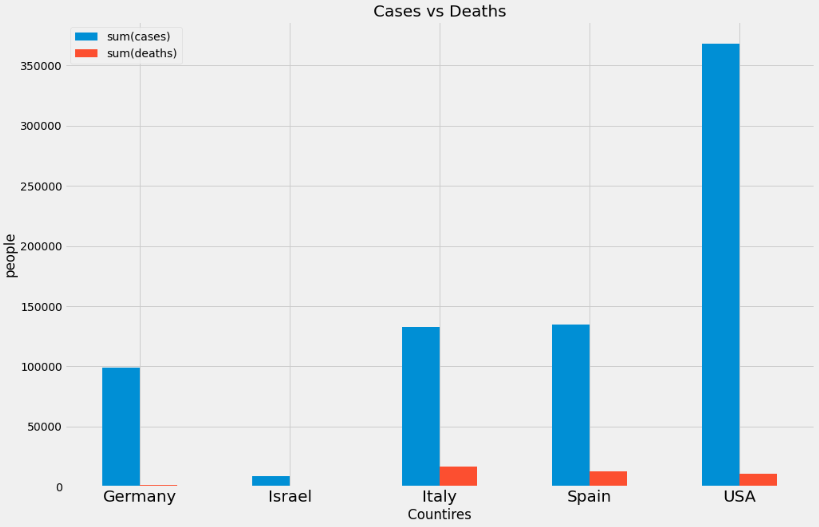 Cases vs Deaths
sum(cases)
sum(deaths)
350000
300000
250000
200000
150000
100000
50000
0
people
Germany Israel Italy Spain USA
Countires